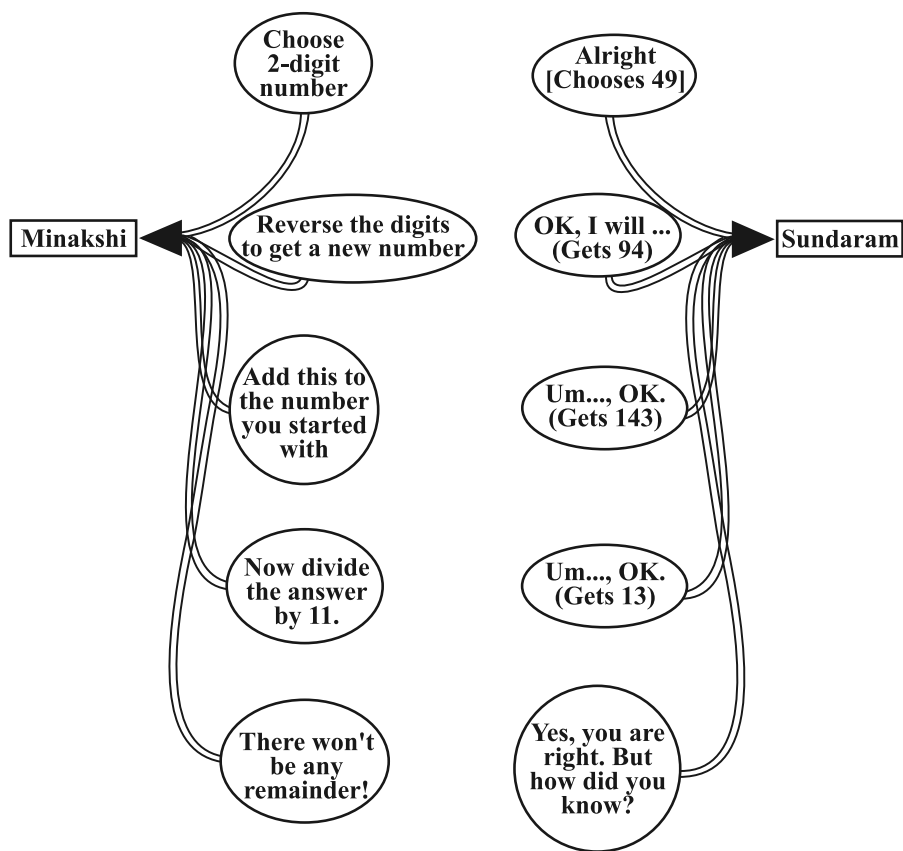 Choose
2-digit
number
Alright
[Chooses 49]
Minakshi
Reverse the digits
to get a new number
OK, I will ...
(Gets 94)
Sundaram
Add this to
the number
you started
with
Um..., OK.
(Gets 143)
Now divide
the answer
by 11.
Um..., OK.
(Gets 13)
There won't
be any
remainder!
Yes, you are
right. But
how did you
know?